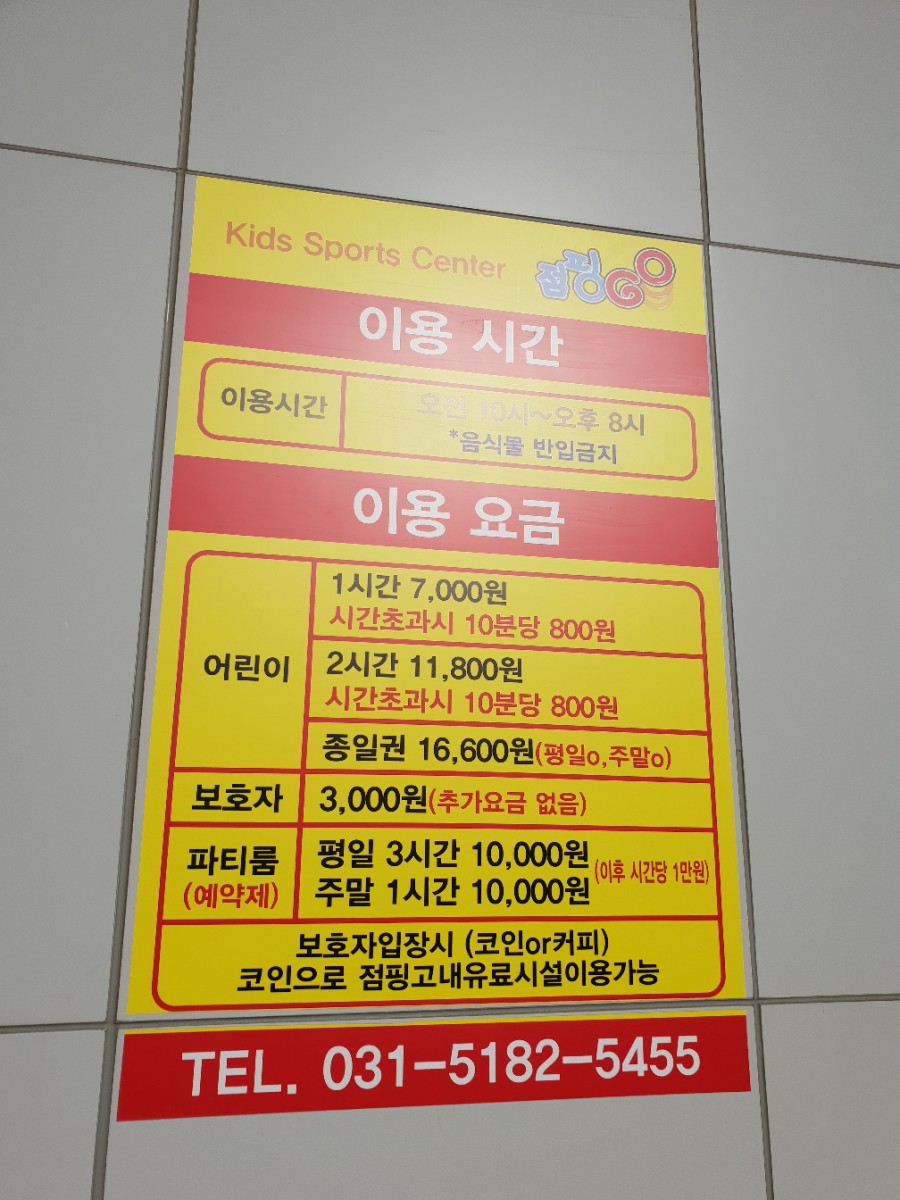 Kids Sports Center 점핑GO
이용 시간
이용시간
오전 10시~오후 8시
*음식물 반입금지
이용 요금
어린이
1시간 7,000원
시간초과시 10분당 800원
2시간 11,800원
시간초과시 10분당 800원
종일권 16,600원(평일o,주말o)
보호자
3,000원(추가요금 없음)
파티룸
(예약제)
평일 3시간 10,000원
주말 1시간 10,000원
(이후 시간당 1만원)
보호자입장시 (코인or커피)
코인으로 점핑고내유료시설이용가능
TEL. 031-5182-5455